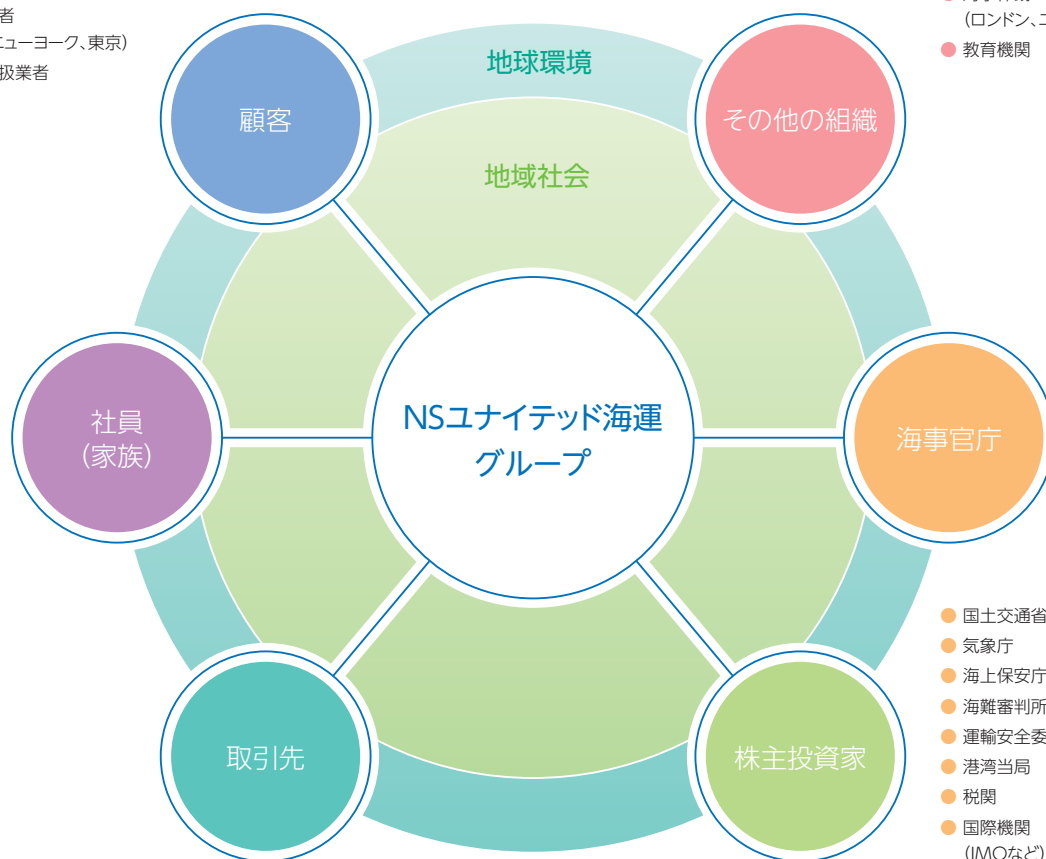 者
ューヨーク、東京)
扱業者
(ロンドン、
教育機関
地球環境
顧客
その他の組織
地域社会
NSユナイテッド海運
グループ
社員
(家族)
海事官庁
取引先
株主投資家
国土交通省
気象庁
海上保安庁
海難審判所
運輸安全委
港湾当局
税関
国際機関
(IMOなど)